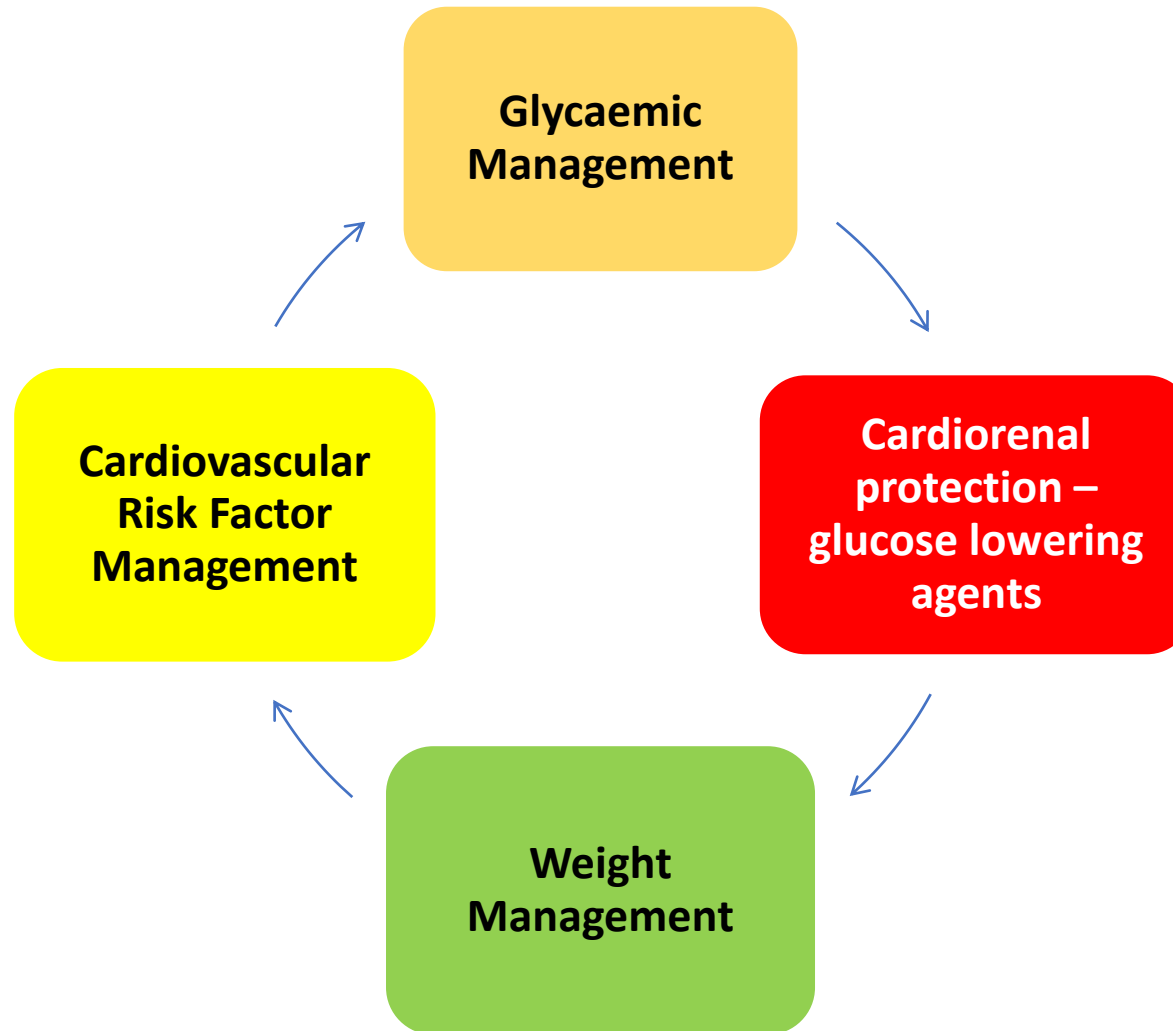 Glycaemic
Management
Cardiorenal
protection –
glucose lowering
agents
Weight
Management
Cardiovascular
Risk Factor
Management